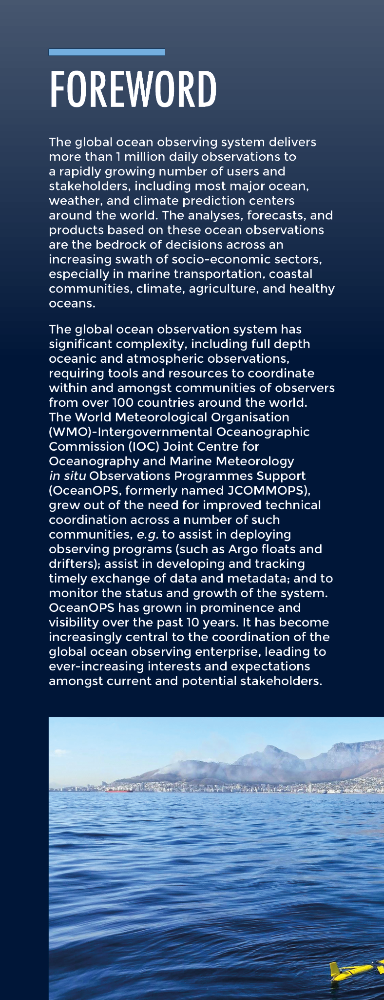 FOREWORD
The global ocean observing system delivers
more than 1 million daily observations to
a rapidly growing number of users and
stakeholders, including most major ocean,
weather, and climate prediction centers
around the world. The analyses, forecasts, and
products based on these ocean observations
are the bedrock of decisions across an
increasing swath of socio-economic sectors,
especially in marine transportation, coastal
communities, climate, agriculture, and healthy
oceans.
The global ocean observation system has
significant complexity, including full depth
oceanic and atmospheric observations,
requiring tools and resources to coordinate
within and amongst communities of observers
from over 100 countries around the world.
The World Meteorological Organisation
(WMO)-Intergovernmental Oceanographic
Commission (IOC) Joint Centre for
Oceanography and Marine Meteorology
in situ Observations Programmes Support
(OceanOPS, formerly named JCOMMOPS),
grew out of the need for improved technical
coordination across a number of such
communities, e.g. to assist in deploying
observing programs (such as Argo floats and
drifters); assist in developing and tracking
timely exchange of data and metadata; and to
monitor the status and growth of the system.
OceanOPS has grown in prominence and
visibility over the past 10 years. It has become
increasingly central to the coordination of the
global ocean observing enterprise, leading to
ever-increasing interests and expectations
amongst current and potential stakeholders.